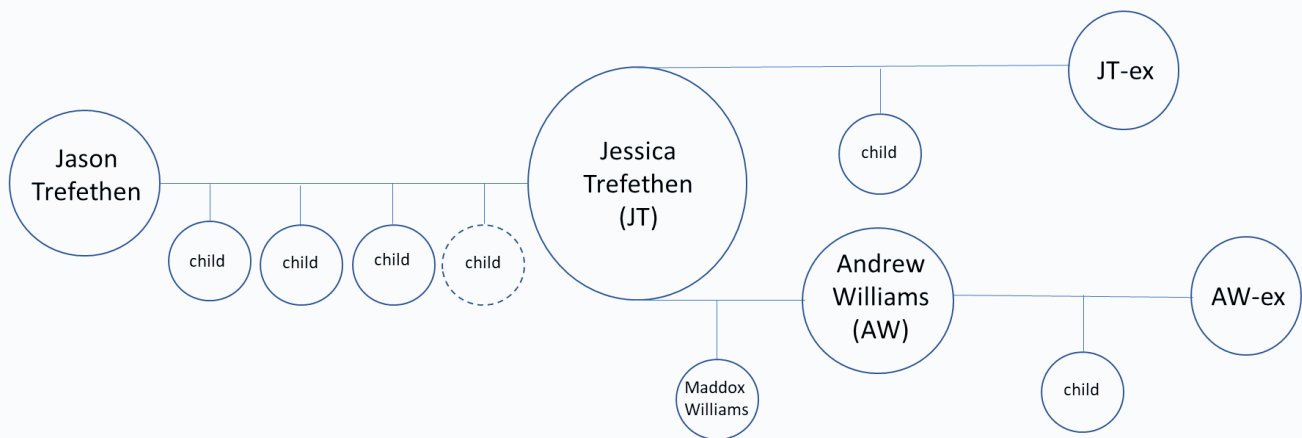 Jason
Trefethen
child
child
child
child
Jessica
Trefethen
(JT)
child
JT-ex
Maddox
Williams
Andrew
Williams
(AW)
child
AW-ex